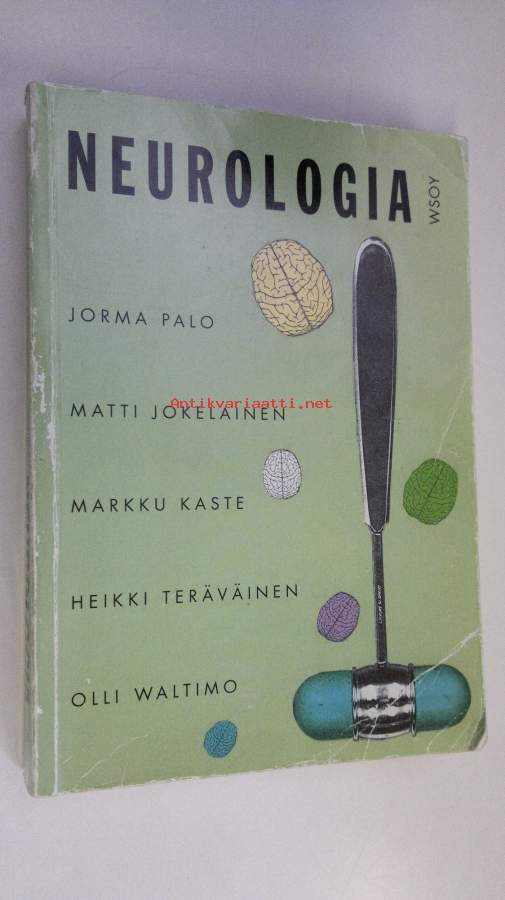 NEUROLOGIA
WSOY
JORMA PALO
MATTI JOKELAINEN
Antikvariaatti.net
MARKKU KASTE
HEIKKI TERÄVÄINEN
OLLI WALTIMO